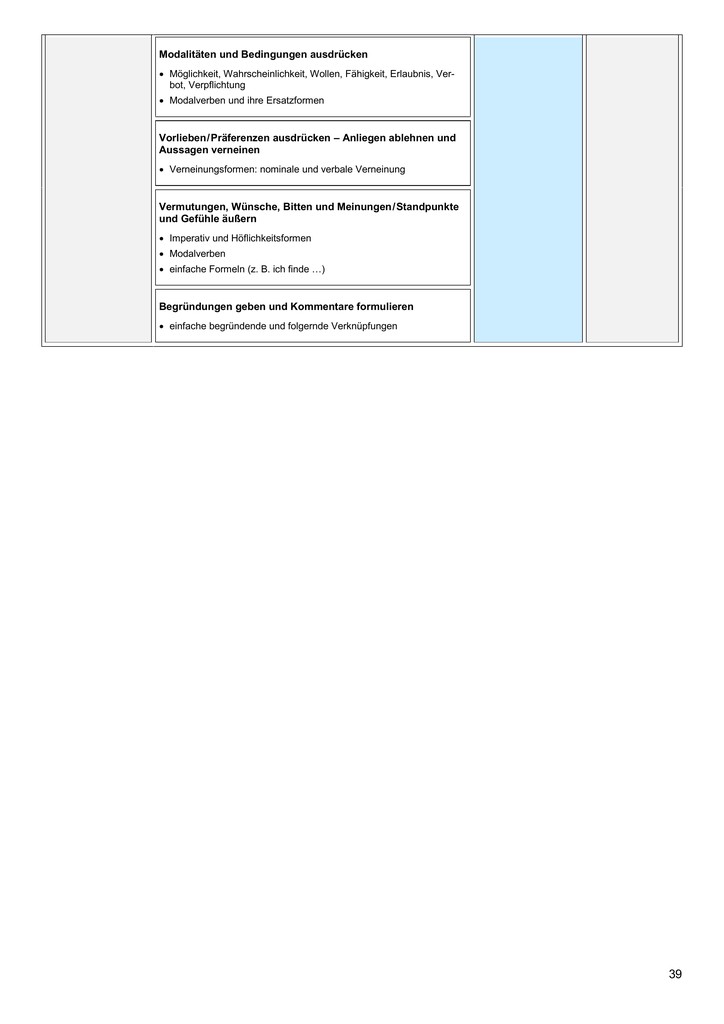 Modalitäten und Bedingungen ausdrücken
• Möglichkeit, Wahrscheinlichkeit, Wollen, Fähigkeit, Erlaubnis, Ver-
bot, Verpflichtung
• Modalverben und ihre Ersatzformen
Vorlieben/Präferenzen ausdrücken – Anliegen ablehnen und
Aussagen verneinen
• Verneinungsformen: nominale und verbale Verneinung
Vermutungen, Wünsche, Bitten und Meinungen/Standpunkte
und Gefühle äußern
• Imperativ und Höflichkeitsformen
• Modalverben
• einfache Formeln (z. B. ich finde …)
Begründungen geben und Kommentare formulieren
• einfache begründende und folgernde Verknüpfungen
39